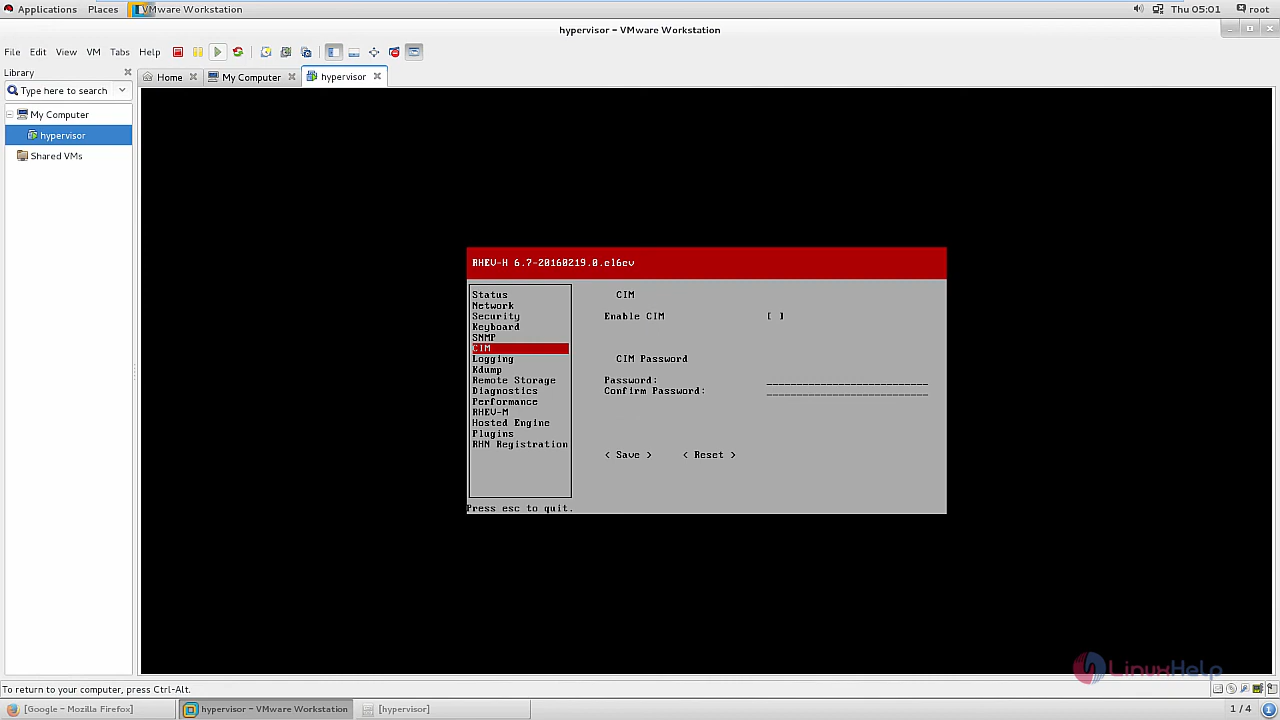 Applications Places VMware Workstation Thu 05:01 root
hypervisor - VMware Workstation
File Edit View VM Tabs Help
Library
Type here to search
My Computer
hypervisor
Shared VMs
Home My Computer hypervisor
RHEV-H 6.7-20160219.0.el6ev
Status
Network
Security
Keyboard
SNMP
CIM
Logging
Kdump
Remote Storage
Diagnostics
Performance
RHEV-M
Hosted Engine
Plugins
RHN Registration
CIM
Enable CIM [ ]
CIM Password
Password: ___________________________
Confirm Password: ___________________________
< Save > < Reset >
Press esc to quit.
LinuxHelp
To return to your computer, press Ctrl-Alt.
[Google - Mozilla Firefox] hypervisor - VMware Workstation [hypervisor] 1 / 4 1